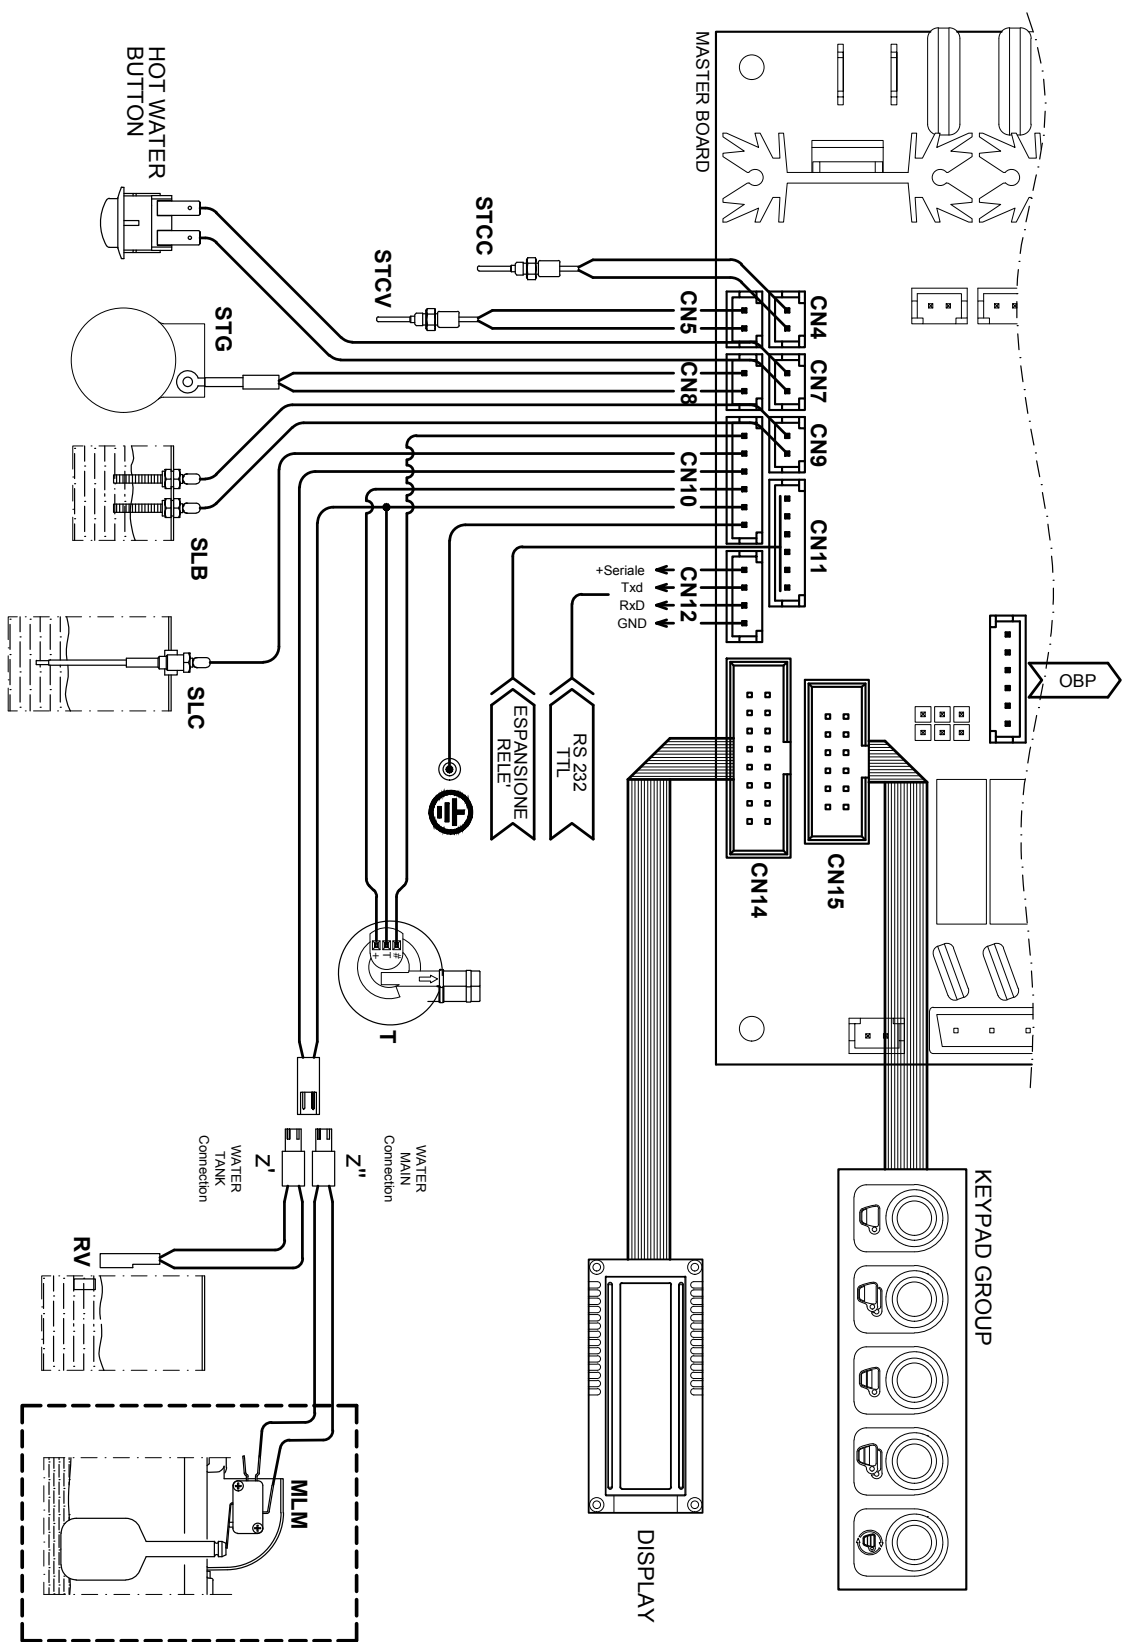 HOT WATER
BUTTON
MASTER BOARD
STCC
STCV
STG
SLB
SLC
CN4
CN5
CN7
CN8
CN9
CN10
CN11
CN12
+Seriale
Txd
RxD
GND
OBP
RS 232
TTL
ESPANSIONE
RELE'
CN15
CN14
# T +
T
WATER
MAIN
Connection
Z"
Z'
WATER
TANK
Connection
RV
MLM
KEYPAD GROUP
DISPLAY